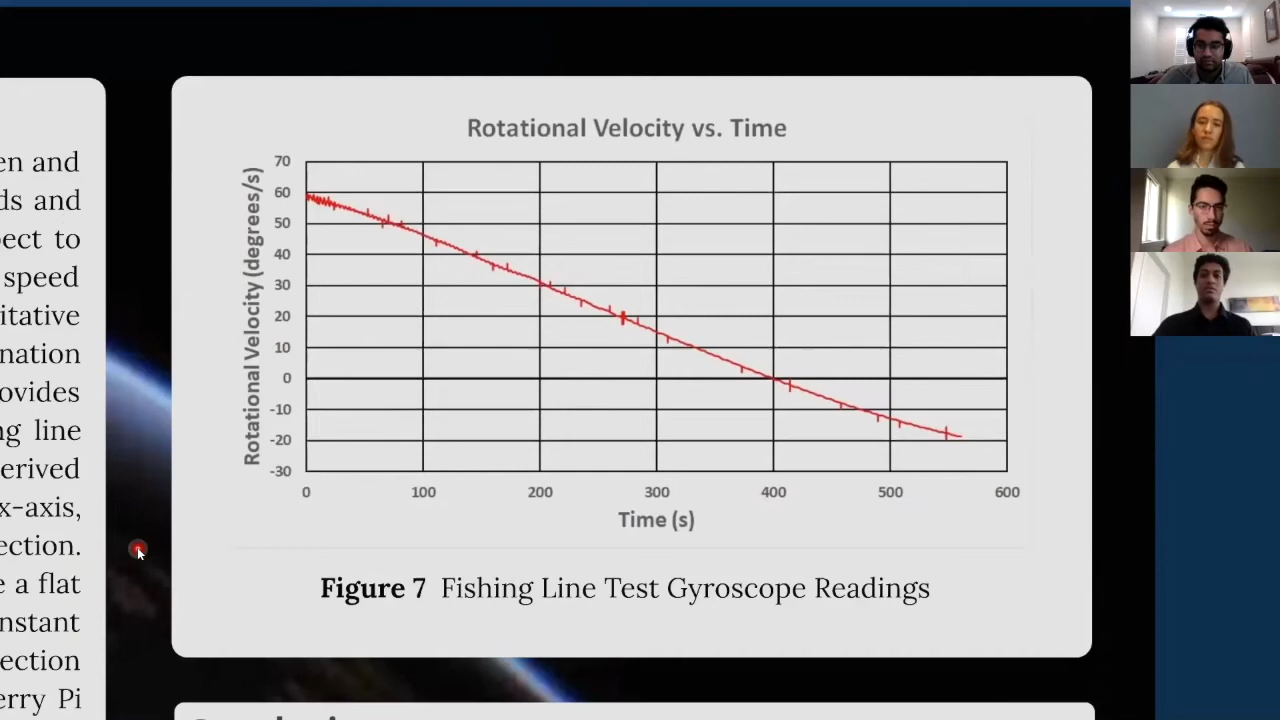 en and
ds and
pect to
speed
itative
nation
ovides
ng line
erived
x-axis,
ection.
e a flat
nstant
ection
erry Pi
Rotational Velocity vs. Time
Rotational Velocity (degrees/s)
70
60
50
40
30
20
10
0
-10
-20
-30
0 100 200 300 400 500 600
Time (s)
Figure 7 Fishing Line Test Gyroscope Readings